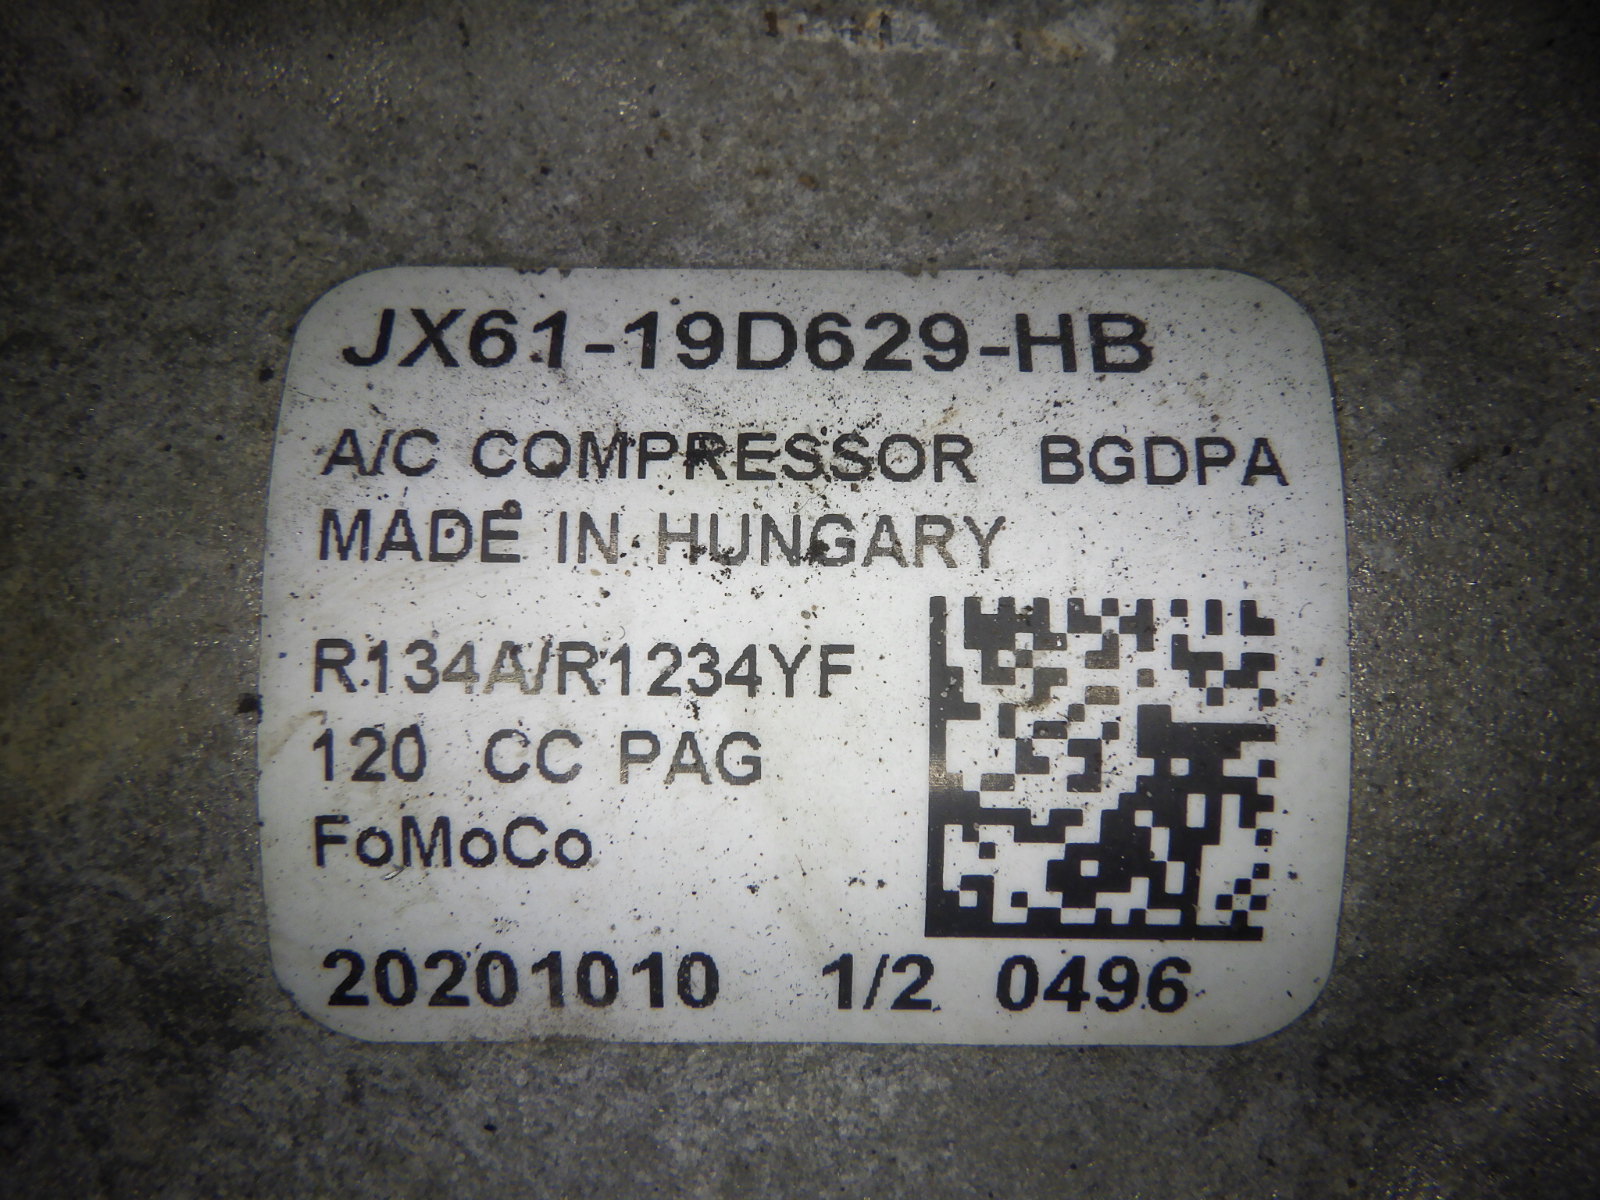 JX61-19D629-HB
A/C COMPRESSOR BGDPA
MADE IN HUNGARY
R134A/R1234YF
120 CC PAG
FoMoCo
20201010 1/2 0496